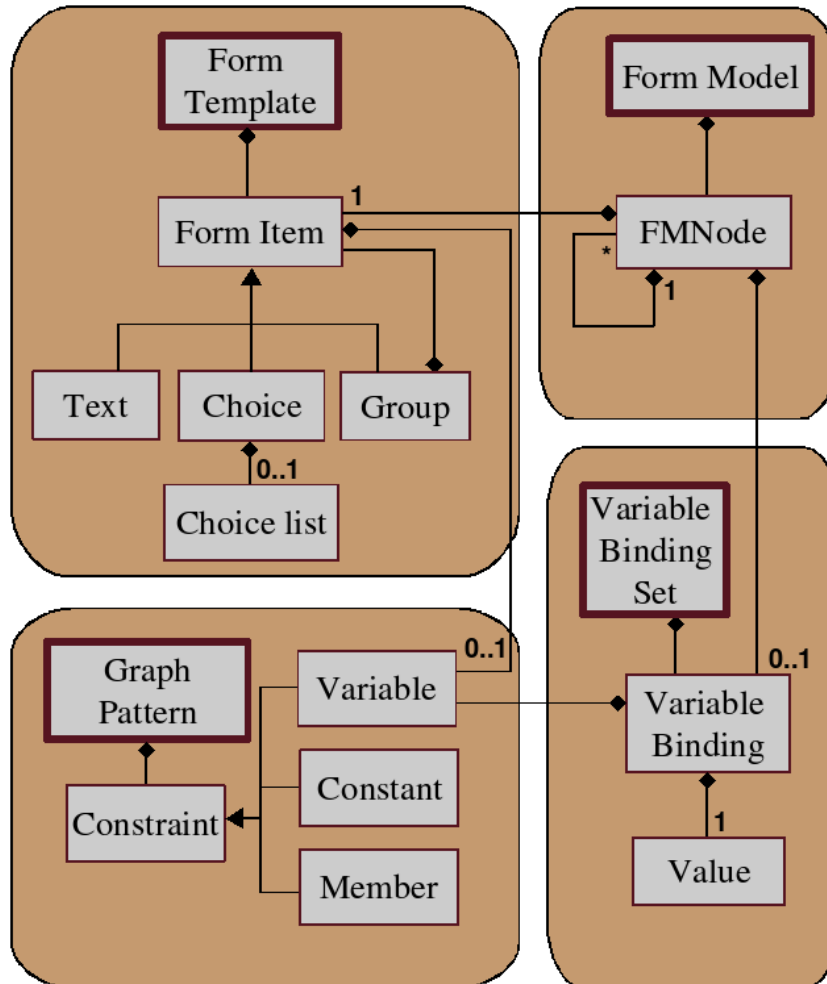 Form
Template
Form Item
1
Text
Choice
Group
0..1
Choice list
Form Model
FMNode
*
1
Graph
Pattern
Constraint
Variable
0..1
Constant
Member
Variable
Binding
Set
0..1
Variable
Binding
1
Value